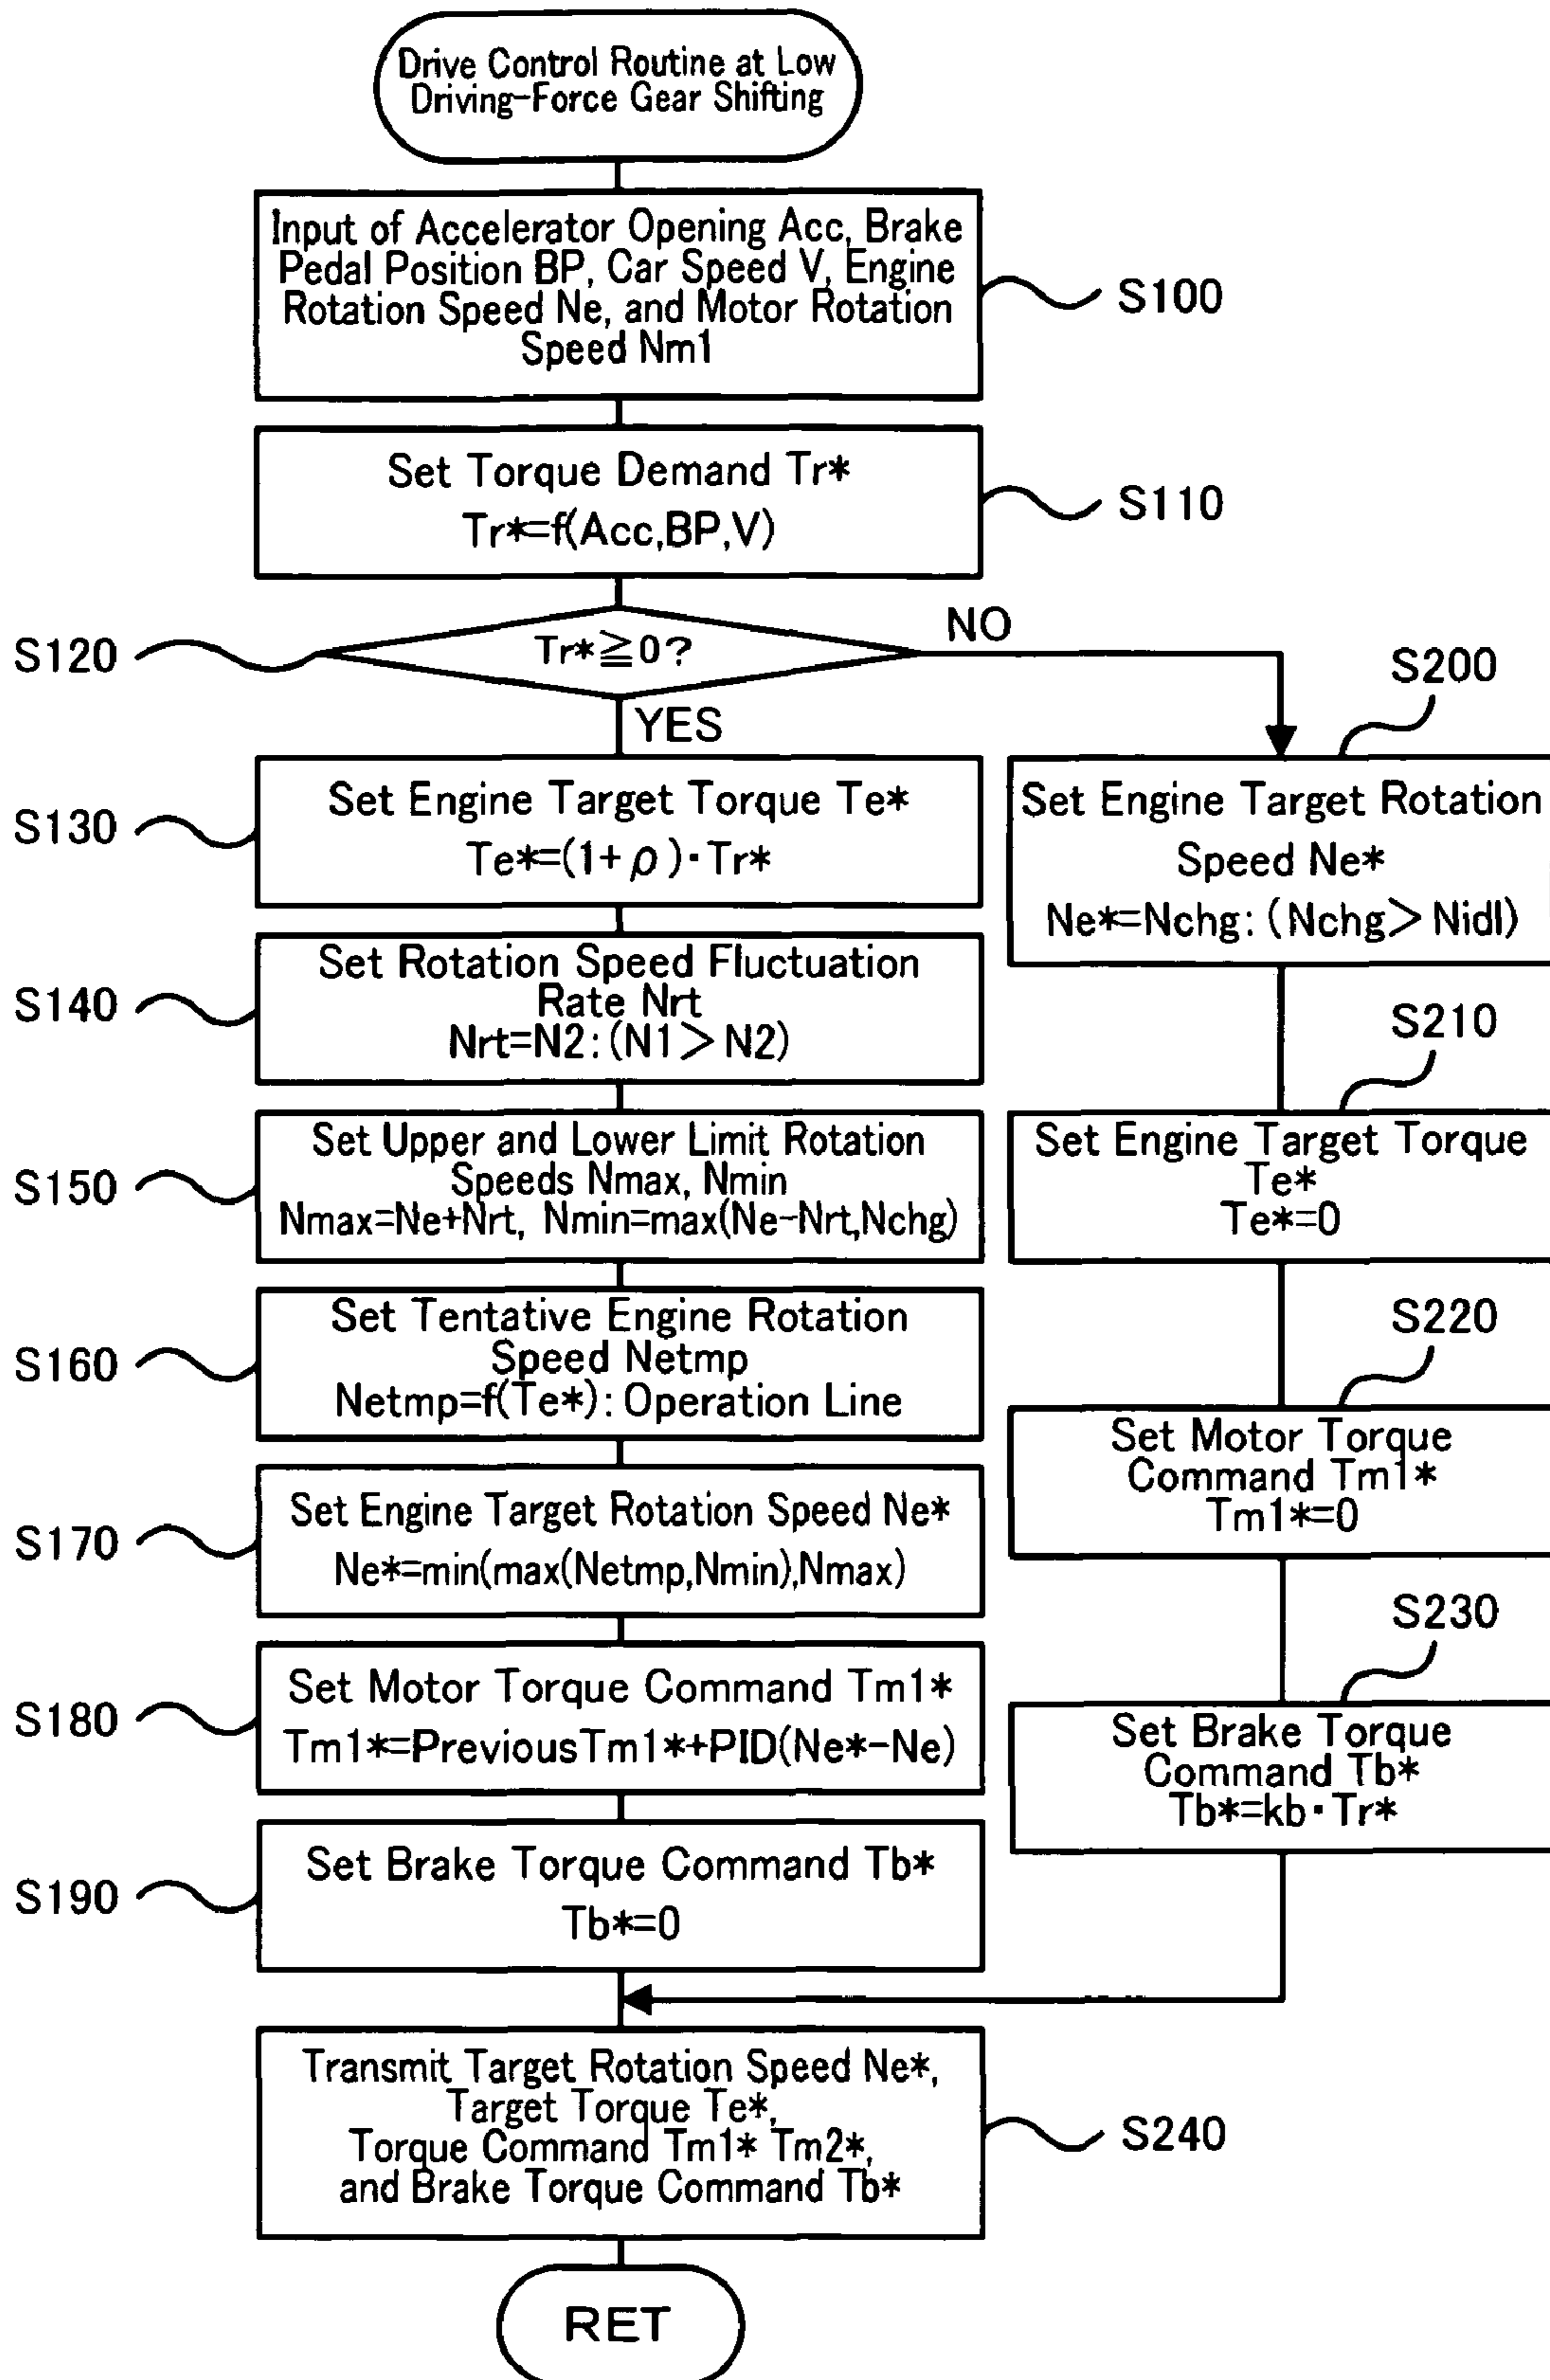 Drive Control Routine at Low
Driving-Force Gear Shifting
Input of Accelerator Opening Acc, Brake
Pedal Position BP, Car Speed V, Engine
Rotation Speed Ne, and Motor Rotation
Speed Nm1
S100
Set Torque Demand Tr*
Tr*=f(Acc,BP,V)
S110
S120
Tr*≧0?
NO
YES
S130
Set Engine Target Torque Te*
Te*=(1+ρ)·Tr*
S140
Set Rotation Speed Fluctuation
Rate Nrt
Nrt=N2:(N1>N2)
S150
Set Upper and Lower Limit Rotation
Speeds Nmax, Nmin
Nmax=Ne+Nrt, Nmin=max(Ne-Nrt,Nchg)
S160
Set Tentative Engine Rotation
Speed Netmp
Netmp=f(Te*):Operation Line
S170
Set Engine Target Rotation Speed Ne*
Ne*=min(max(Netmp,Nmin),Nmax)
S180
Set Motor Torque Command Tm1*
Tm1*=PreviousTm1*+PID(Ne*-Ne)
S190
Set Brake Torque Command Tb*
Tb*=0
S200
Set Engine Target Rotation
Speed Ne*
Ne*=Nchg:(Nchg>Nidl)
S210
Set Engine Target Torque
Te*
Te*=0
S220
Set Motor Torque
Command Tm1*
Tm1*=0
S230
Set Brake Torque
Command Tb*
Tb*=kb·Tr*
Transmit Target Rotation Speed Ne*,
Target Torque Te*,
Torque Command Tm1* Tm2*,
and Brake Torque Command Tb*
S240
RET